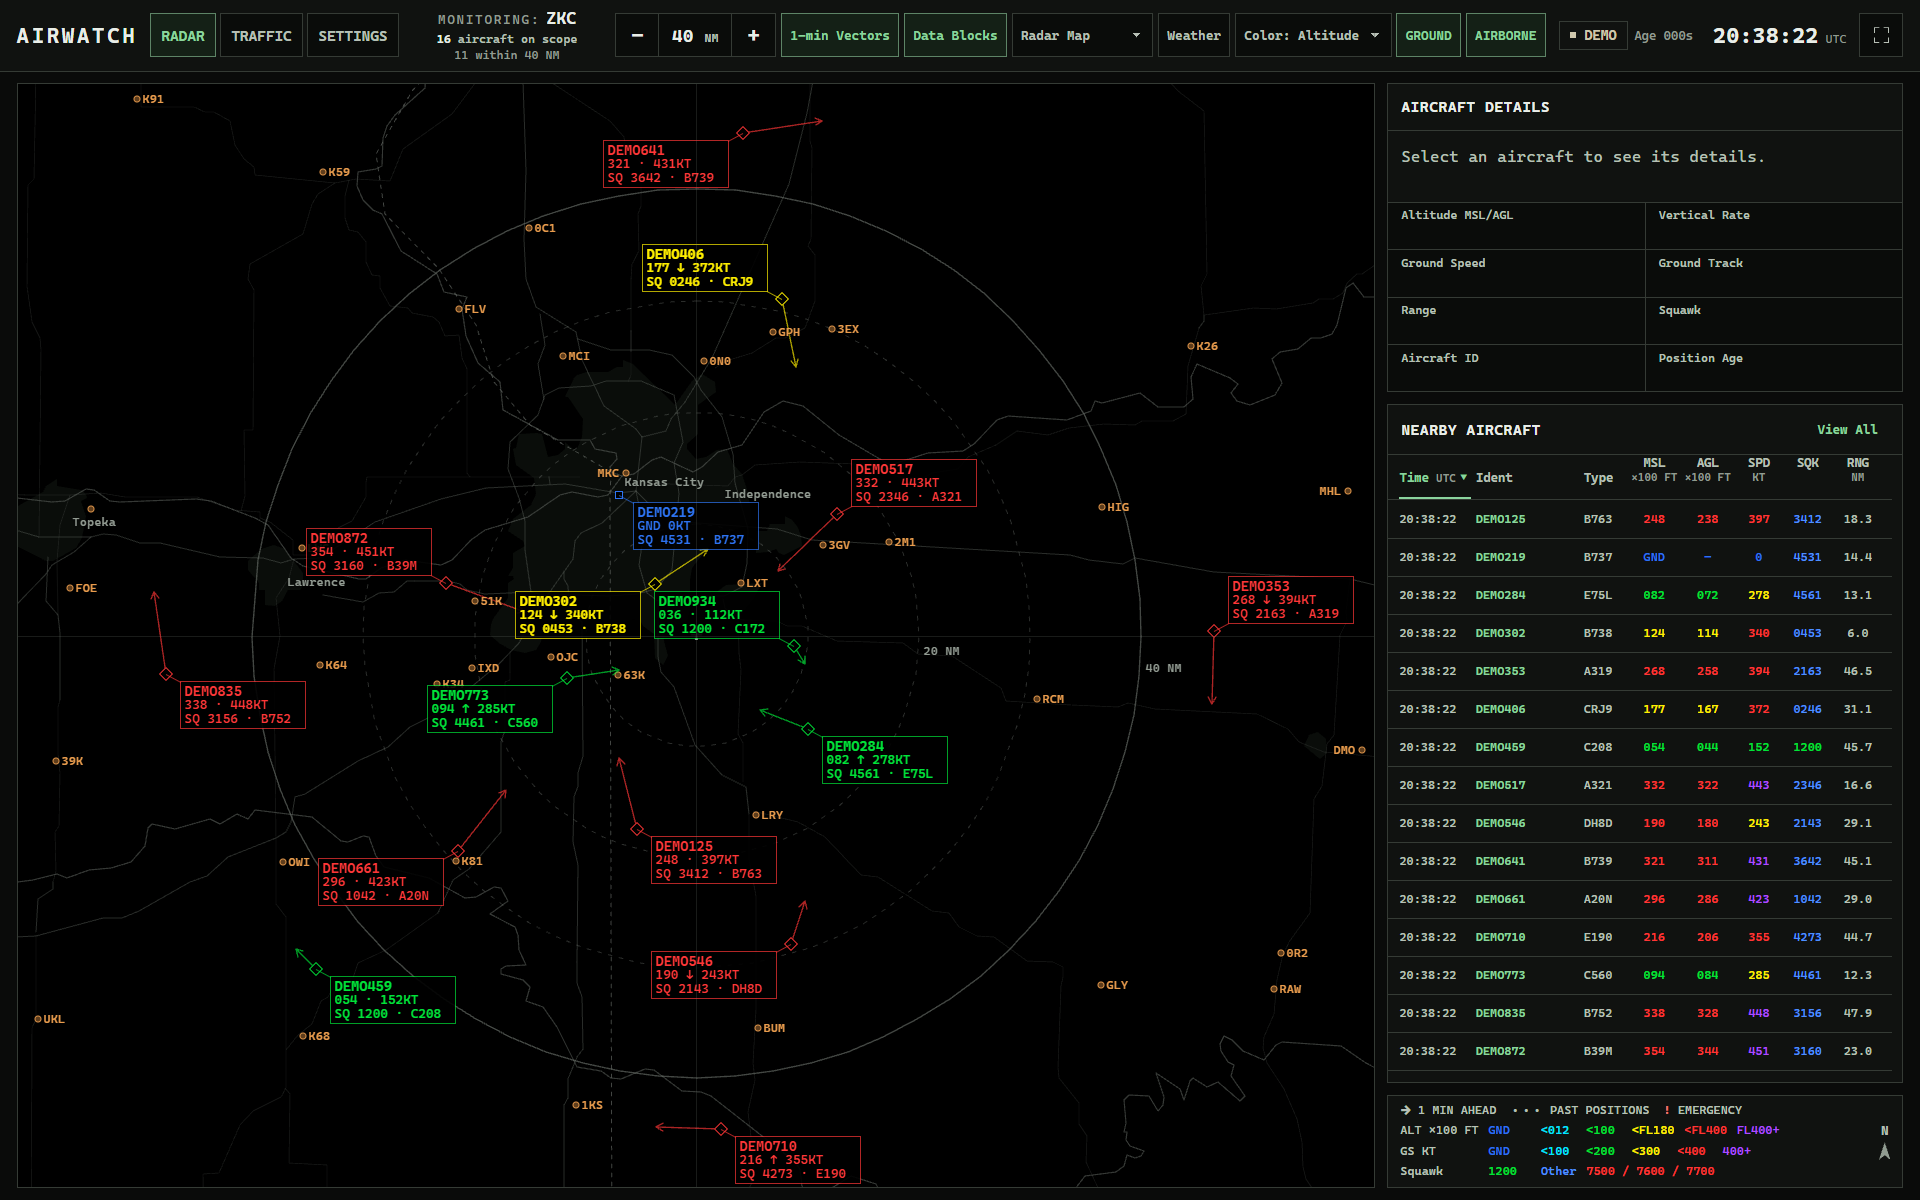 AIRWATCH
RADAR
TRAFFIC
SETTINGS
MONITORING: ZKC
16 aircraft on scope
11 within 40 NM
− 40 NM +
1-min Vectors
Data Blocks
Radar Map
Weather
Color: Altitude
GROUND
AIRBORNE
DEMO
Age 000s
20:38:22 UTC
K91
DEMO641
321 · 431KT
SQ 3642 · B739
K59
0C1
DEMO406
177 ↓ 372KT
SQ 0246 · CRJ9
FLV
GPH
3EX
MCI
0N0
K26
MKC
Kansas City
Independence
DEMO517
332 · 443KT
SQ 2346 · A321
MHL
HIG
Topeka
DEMO219
GND 0KT
SQ 4531 · B737
DEMO872
354 · 451KT
SQ 3160 · B39M
3GV
2M1
Lawrence
FOE
LXT
51K
DEMO353
268 ↓ 394KT
SQ 2163 · A319
DEMO302
124 ↓ 340KT
SQ 0453 · B738
DEMO934
036 · 112KT
SQ 1200 · C172
20 NM
40 NM
K64
IXD
OJC
63K
K34
DEMO835
338 · 448KT
SQ 3156 · B752
DEMO773
094 ↑ 285KT
SQ 4461 · C560
RCM
DEMO284
082 ↑ 278KT
SQ 4561 · E75L
DMO
39K
LRY
DEMO125
248 · 397KT
SQ 3412 · B763
OWI
K81
DEMO661
296 · 423KT
SQ 1042 · A20N
DEMO546
190 ↓ 243KT
SQ 2143 · DH8D
0R2
DEMO459
054 · 152KT
SQ 1200 · C208
GLY
RAW
UKL
K68
BUM
1KS
DEMO710
216 ↑ 355KT
SQ 4273 · E190
AIRCRAFT DETAILS
Select an aircraft to see its details.
Altitude MSL/AGL
Vertical Rate
Ground Speed
Ground Track
Range
Squawk
Aircraft ID
Position Age
NEARBY AIRCRAFT
View All
Time UTC ▼ Ident Type MSL ×100 FT AGL ×100 FT SPD KT SQK RNG NM
20:38:22 DEMO125 B763 248 238 397 3412 18.3
20:38:22 DEMO219 B737 GND − 0 4531 14.4
20:38:22 DEMO284 E75L 082 072 278 4561 13.1
20:38:22 DEMO302 B738 124 114 340 0453 6.0
20:38:22 DEMO353 A319 268 258 394 2163 46.5
20:38:22 DEMO406 CRJ9 177 167 372 0246 31.1
20:38:22 DEMO459 C208 054 044 152 1200 45.7
20:38:22 DEMO517 A321 332 322 443 2346 16.6
20:38:22 DEMO546 DH8D 190 180 243 2143 29.1
20:38:22 DEMO641 B739 321 311 431 3642 45.1
20:38:22 DEMO661 A20N 296 286 423 1042 29.0
20:38:22 DEMO710 E190 216 206 355 4273 44.7
20:38:22 DEMO773 C560 094 084 285 4461 12.3
20:38:22 DEMO835 B752 338 328 448 3156 47.9
20:38:22 DEMO872 B39M 354 344 451 3160 23.0
→ 1 MIN AHEAD ··· PAST POSITIONS ! EMERGENCY
ALT ×100 FT GND <012 <100 <FL180 <FL400 FL400+
GS KT GND <100 <200 <300 <400 400+
Squawk 1200 Other 7500 / 7600 / 7700
N